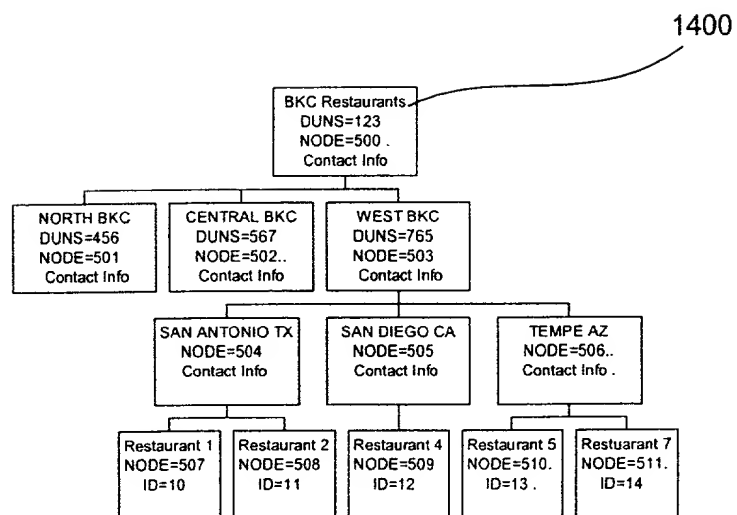 1400
BKC Restaurants
DUNS=123
NODE=500 .
Contact Info
NORTH BKC
DUNS=456
NODE=501
Contact Info
CENTRAL BKC
DUNS=567
NODE=502..
Contact Info
WEST BKC
DUNS=765
NODE=503
Contact Info
SAN ANTONIO TX
NODE=504
Contact Info
SAN DIEGO CA
NODE=505
Contact Info
TEMPE AZ
NODE=506..
Contact Info .
Restaurant 1
NODE=507
ID=10
Restaurant 2
NODE=508
ID=11
Restaurant 4
NODE=509
ID=12
Restaurant 5
NODE=510.
ID=13 .
Restuarant 7
NODE=511.
ID=14